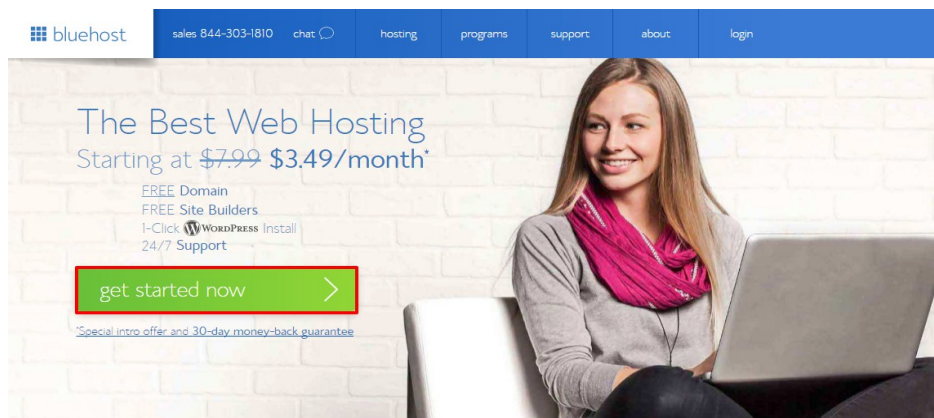 bluehost
sales 844-303-1810 chat hosting programs support about login
The Best Web Hosting
Starting at $7.99 $3.49/month*
FREE Domain
FREE Site Builders
1-Click WORDPRESS Install
24/7 Support
get started now
*Special intro offer and 30-day money-back guarantee